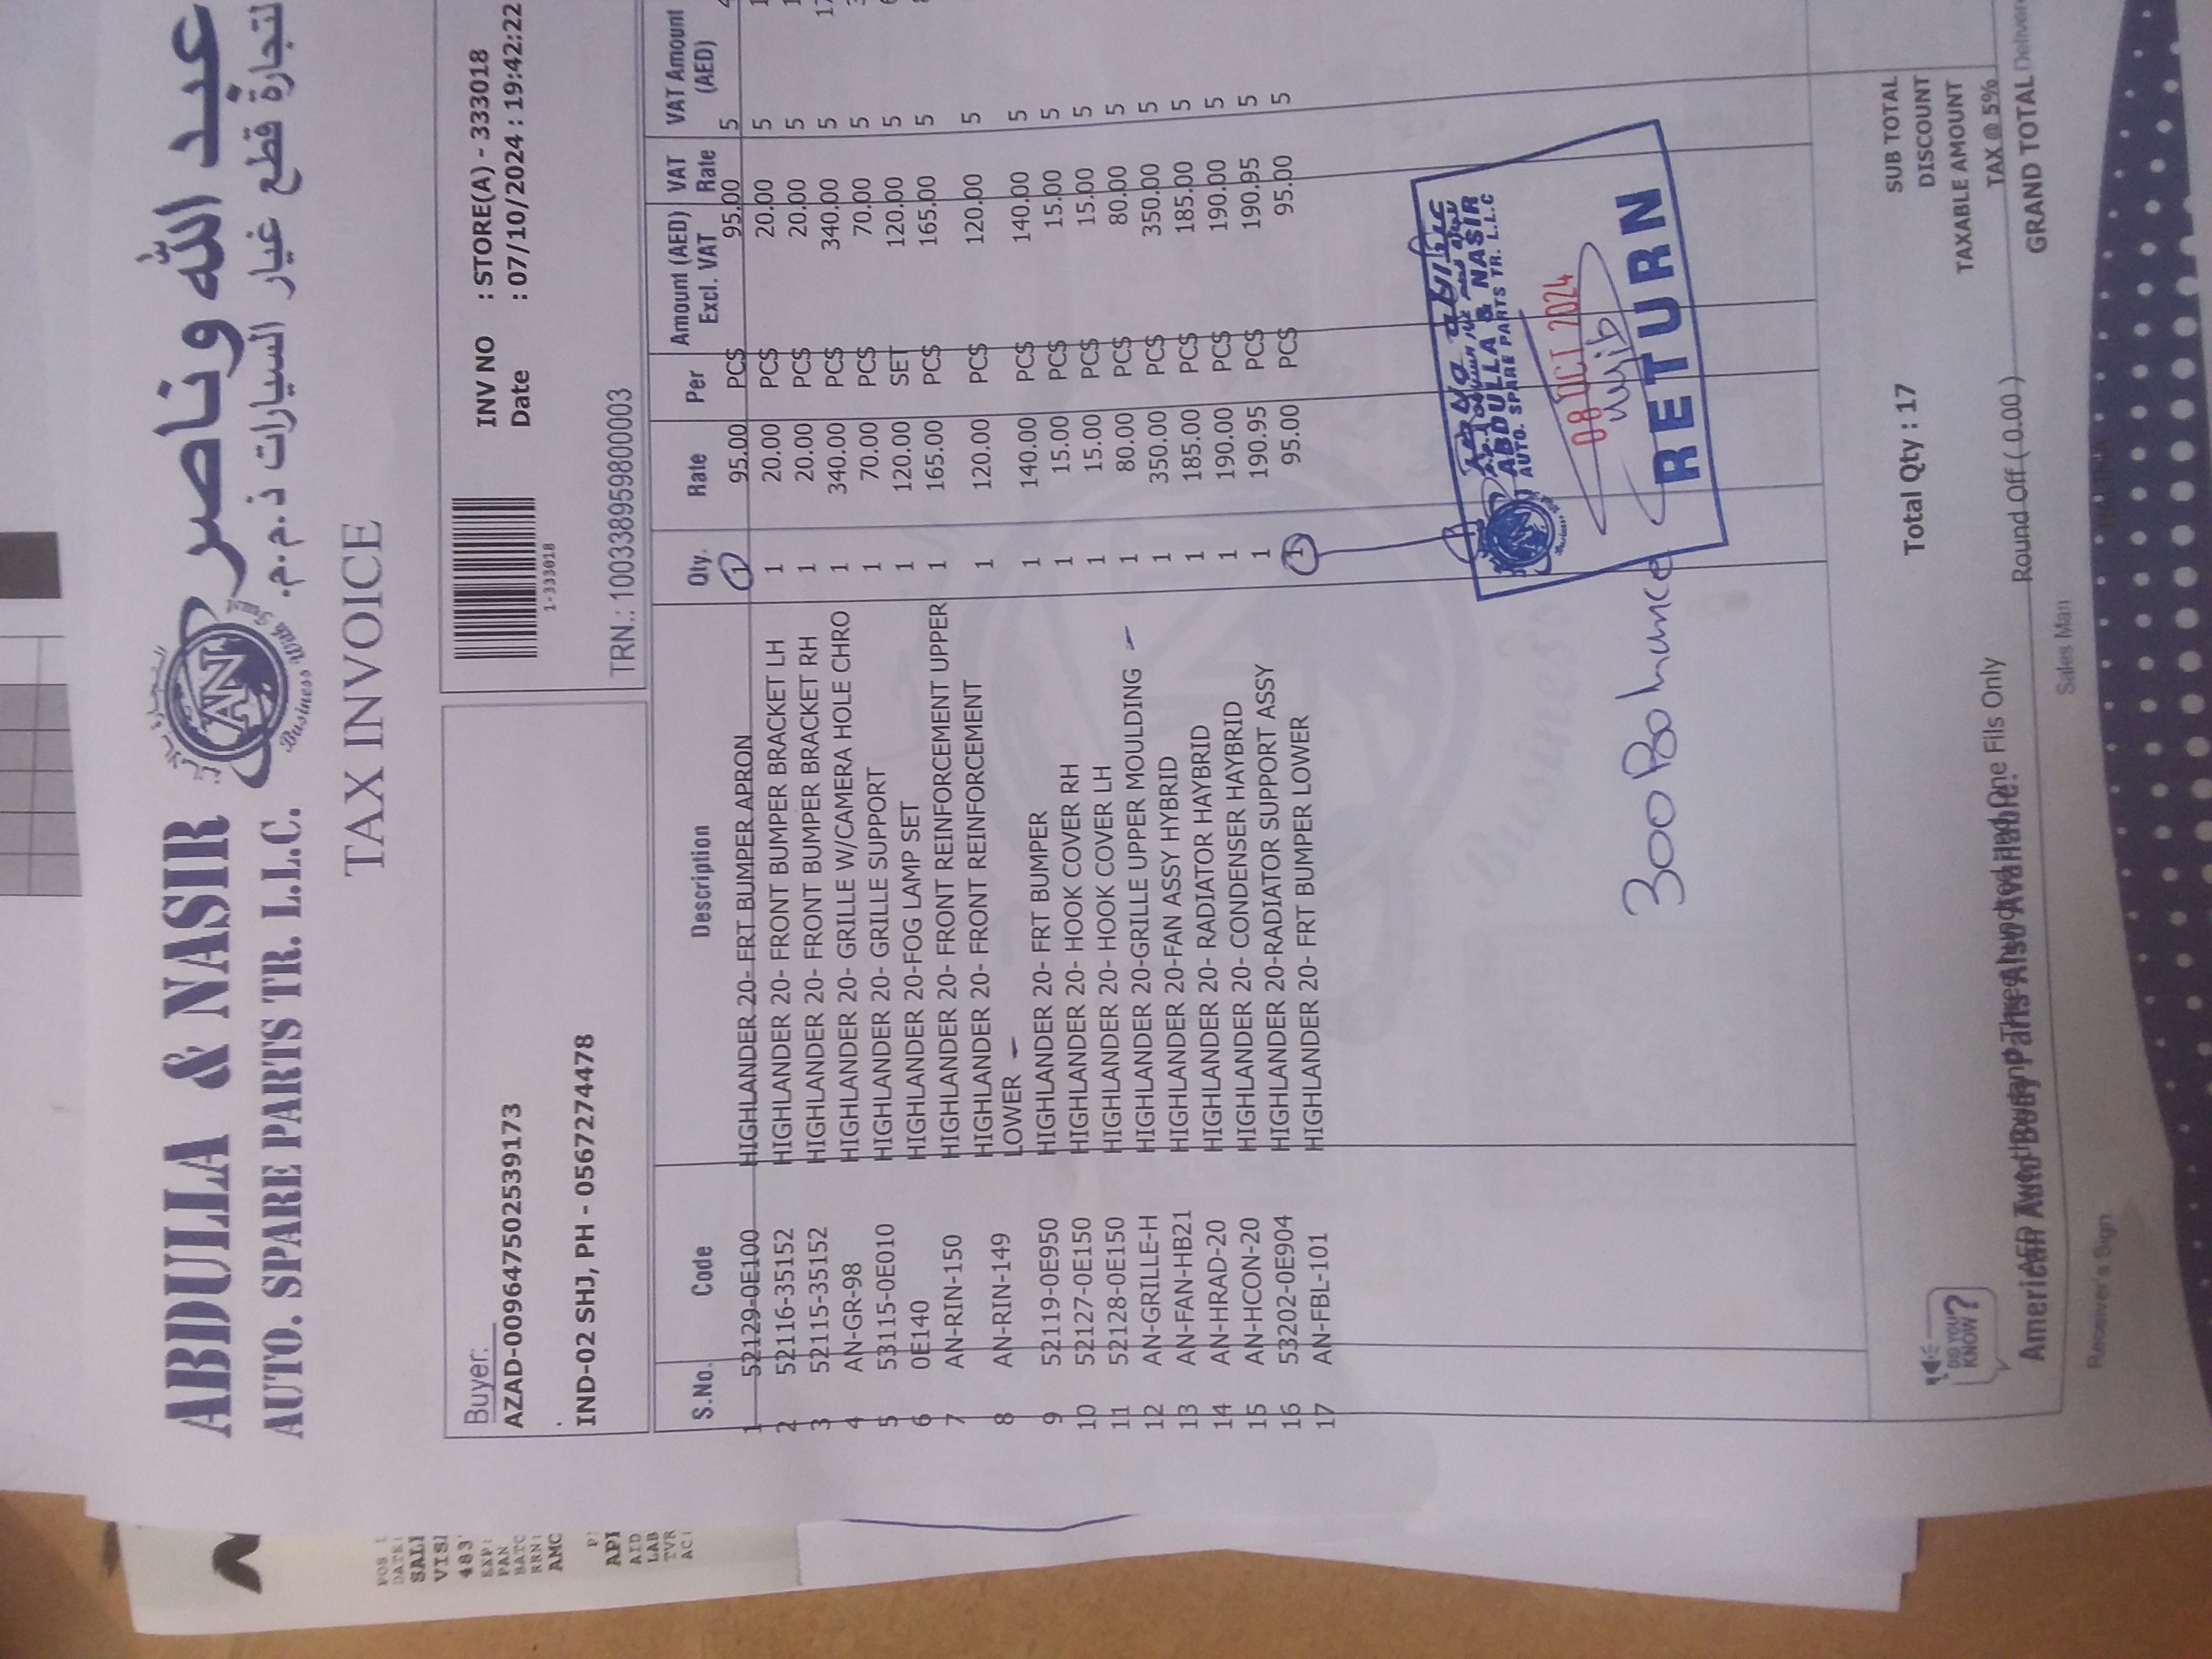 عبد الله وناصر
لتجارة قطع غيار السيارات ذ.م.م.
ABDULLA & NASIR
AUTO. SPARE PARTS TR. L.L.C.
AN
Business With
TAX INVOICE
Buyer:
AZAD-009647502539173
.
IND-02 SHJ, PH - 0567274478
1-333018
INV NO : STORE(A) - 333018
Date : 07/10/2024 : 19:42:22
TRN.: 100338959800003
S.No. Code Description Qty. Rate Per Amount (AED) Excl. VAT VAT Rate VAT Amount (AED)
1 52129-0E100 HIGHLANDER 20- FRT BUMPER APRON 1 95.00 PCS 95.00 5
2 52116-35152 HIGHLANDER 20- FRONT BUMPER BRACKET LH 1 20.00 PCS 20.00 5
3 52115-35152 HIGHLANDER 20- FRONT BUMPER BRACKET RH 1 20.00 PCS 20.00 5
4 AN-GR-98 HIGHLANDER 20- GRILLE W/CAMERA HOLE CHRO 1 340.00 PCS 340.00 5
5 53115-0E010 HIGHLANDER 20- GRILLE SUPPORT 1 70.00 PCS 70.00 5
6 0E140 HIGHLANDER 20-FOG LAMP SET 1 120.00 SET 120.00 5
7 AN-RIN-150 HIGHLANDER 20- FRONT REINFORCEMENT UPPER 1 165.00 PCS 165.00 5
8 AN-RIN-149 HIGHLANDER 20- FRONT REINFORCEMENT 1 120.00 PCS 120.00 5
LOWER
9 52119-0E950 HIGHLANDER 20- FRT BUMPER 1 140.00 PCS 140.00 5
10 52127-0E150 HIGHLANDER 20- HOOK COVER RH 1 15.00 PCS 15.00 5
11 52128-0E150 HIGHLANDER 20- HOOK COVER LH 1 15.00 PCS 15.00 5
12 AN-GRILLE-H HIGHLANDER 20-GRILLE UPPER MOULDING 1 80.00 PCS 80.00 5
13 AN-FAN-HB21 HIGHLANDER 20-FAN ASSY HYBRID 1 350.00 PCS 350.00 5
14 AN-HRAD-20 HIGHLANDER 20- RADIATOR HAYBRID 1 185.00 PCS 185.00 5
15 AN-HCON-20 HIGHLANDER 20- CONDENSER HAYBRID 1 190.00 PCS 190.00 5
16 53202-0E904 HIGHLANDER 20-RADIATOR SUPPORT ASSY 1 190.95 PCS 190.95 5
17 AN-FBL-101 HIGHLANDER 20- FRT BUMPER LOWER 1 95.00 PCS 95.00 5
ABDULLA & NASIR
AUTO. SPARE PARTS TR. L.L.C
08 OCT 2024
RETURN
300
Total Qty : 17
SUB TOTAL
DISCOUNT
TAXABLE AMOUNT
TAX @ 5%
GRAND TOTAL
Round Off ( 0.00 )
DO YOU KNOW?
One Fils Only
American Auto Body Parts Also Available.
Receiver's Sign.
Sales Man